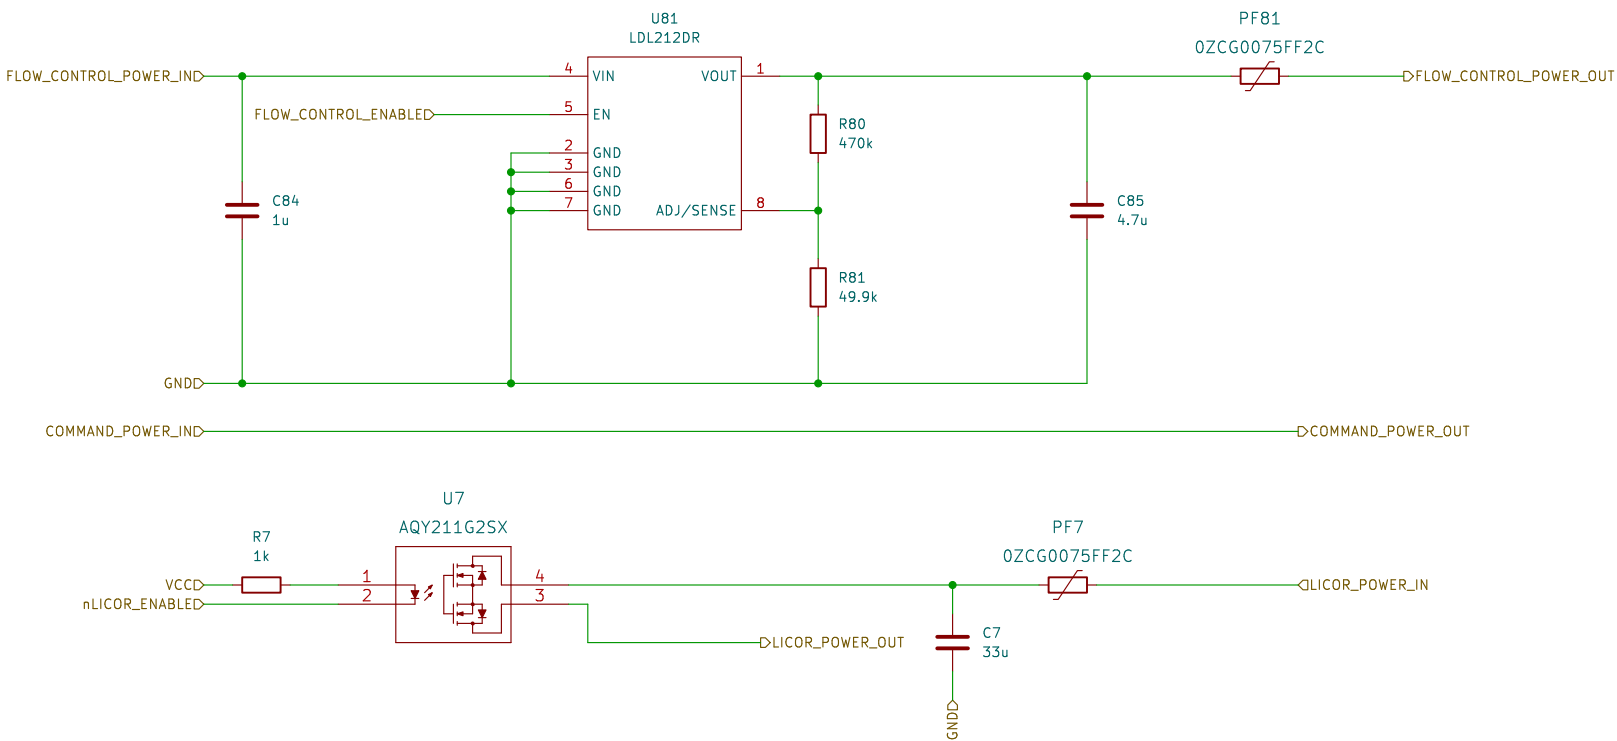 U81
LDL212DR
PF81
0ZCG0075FF2C
FLOW_CONTROL_POWER_IN
4
VIN
VOUT
1
FLOW_CONTROL_POWER_OUT
FLOW_CONTROL_ENABLE
5
EN
R80
470k
2
GND
3
GND
6
GND
7
GND
ADJ/SENSE
8
C84
1u
C85
4.7u
R81
49.9k
GND
COMMAND_POWER_IN
COMMAND_POWER_OUT
U7
AQY211G2SX
PF7
0ZCG0075FF2C
R7
1k
VCC
1
4
LICOR_POWER_IN
nLICOR_ENABLE
2
3
LICOR_POWER_OUT
C7
33u
GND